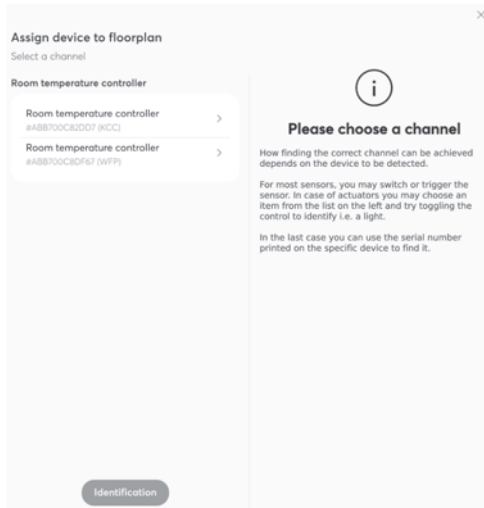 Assign device to floorplan
Select a channel
Room temperature controller
Room temperature controller
#ABB700C82DD7 (KCC)
Room temperature controller
#ABB700C8DF67 (WFP)
Please choose a channel
How finding the correct channel can be achieved
depends on the device to be detected.
For most sensors, you may switch or trigger the
sensor. In case of actuators you may choose an
item from the list on the left and try toggling the
control to identify i.e. a light.
In the last case you can use the serial number
printed on the specific device to find it.
Identification